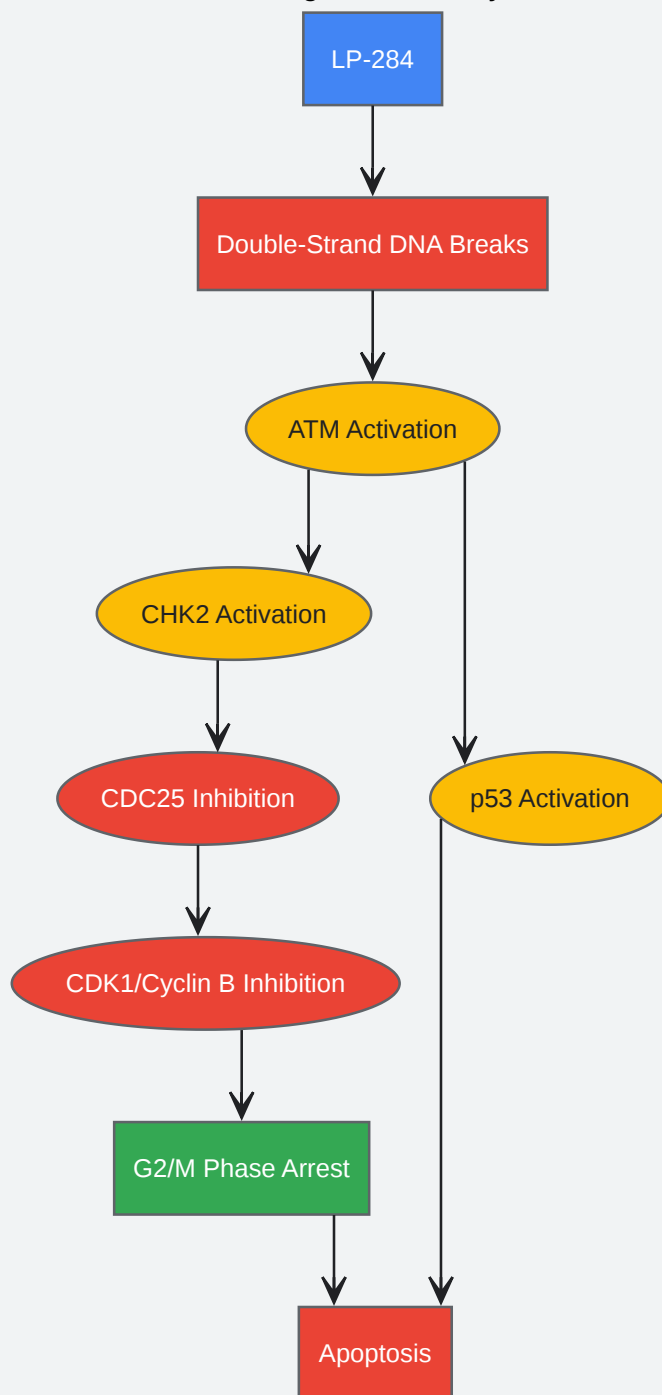 LP-284
Double-Strand DNA Breaks
ATM Activation
CHK2 Activation
CDC25 Inhibition
p53 Activation
CDK1/Cyclin B Inhibition
G2/M Phase Arrest
Apoptosis